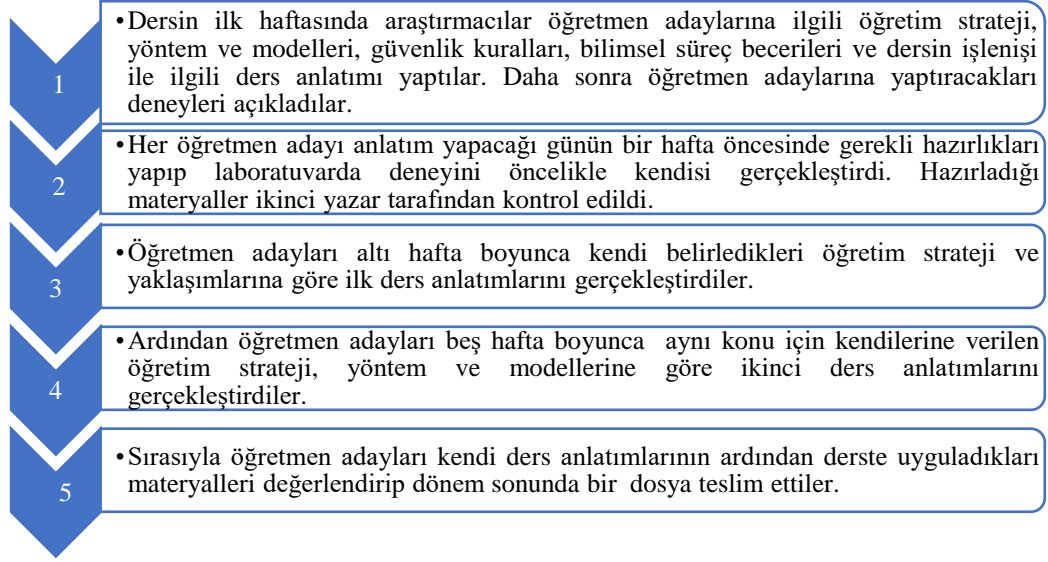 1
•Dersin ilk haftasında araştırmacılar öğretmen adaylarına ilgili öğretim strateji,
yöntem ve modelleri, güvenlik kuralları, bilimsel süreç becerileri ve dersin işlenişi
ile ilgili ders anlatımı yaptılar. Daha sonra öğretmen adaylarına yaptıracakları
deneyleri açıkladılar.
2
•Her öğretmen adayı anlatım yapacağı günün bir hafta öncesinde gerekli hazırlıkları
yapıp laboratuvarda deneyini öncelikle kendisi gerçekleştirdi. Hazırladığı
materyaller ikinci yazar tarafından kontrol edildi.
3
•Öğretmen adayları altı hafta boyunca kendi belirledikleri öğretim strateji ve
yaklaşımlarına göre ilk ders anlatımlarını gerçekleştirdiler.
4
•Ardından öğretmen adayları beş hafta boyunca aynı konu için kendilerine verilen
öğretim strateji, yöntem ve modellerine göre ikinci ders anlatımlarını
gerçekleştirdiler.
5
•Sırasıyla öğretmen adayları kendi ders anlatımlarının ardından derste uyguladıkları
materyalleri değerlendirip dönem sonunda bir dosya teslim ettiler.